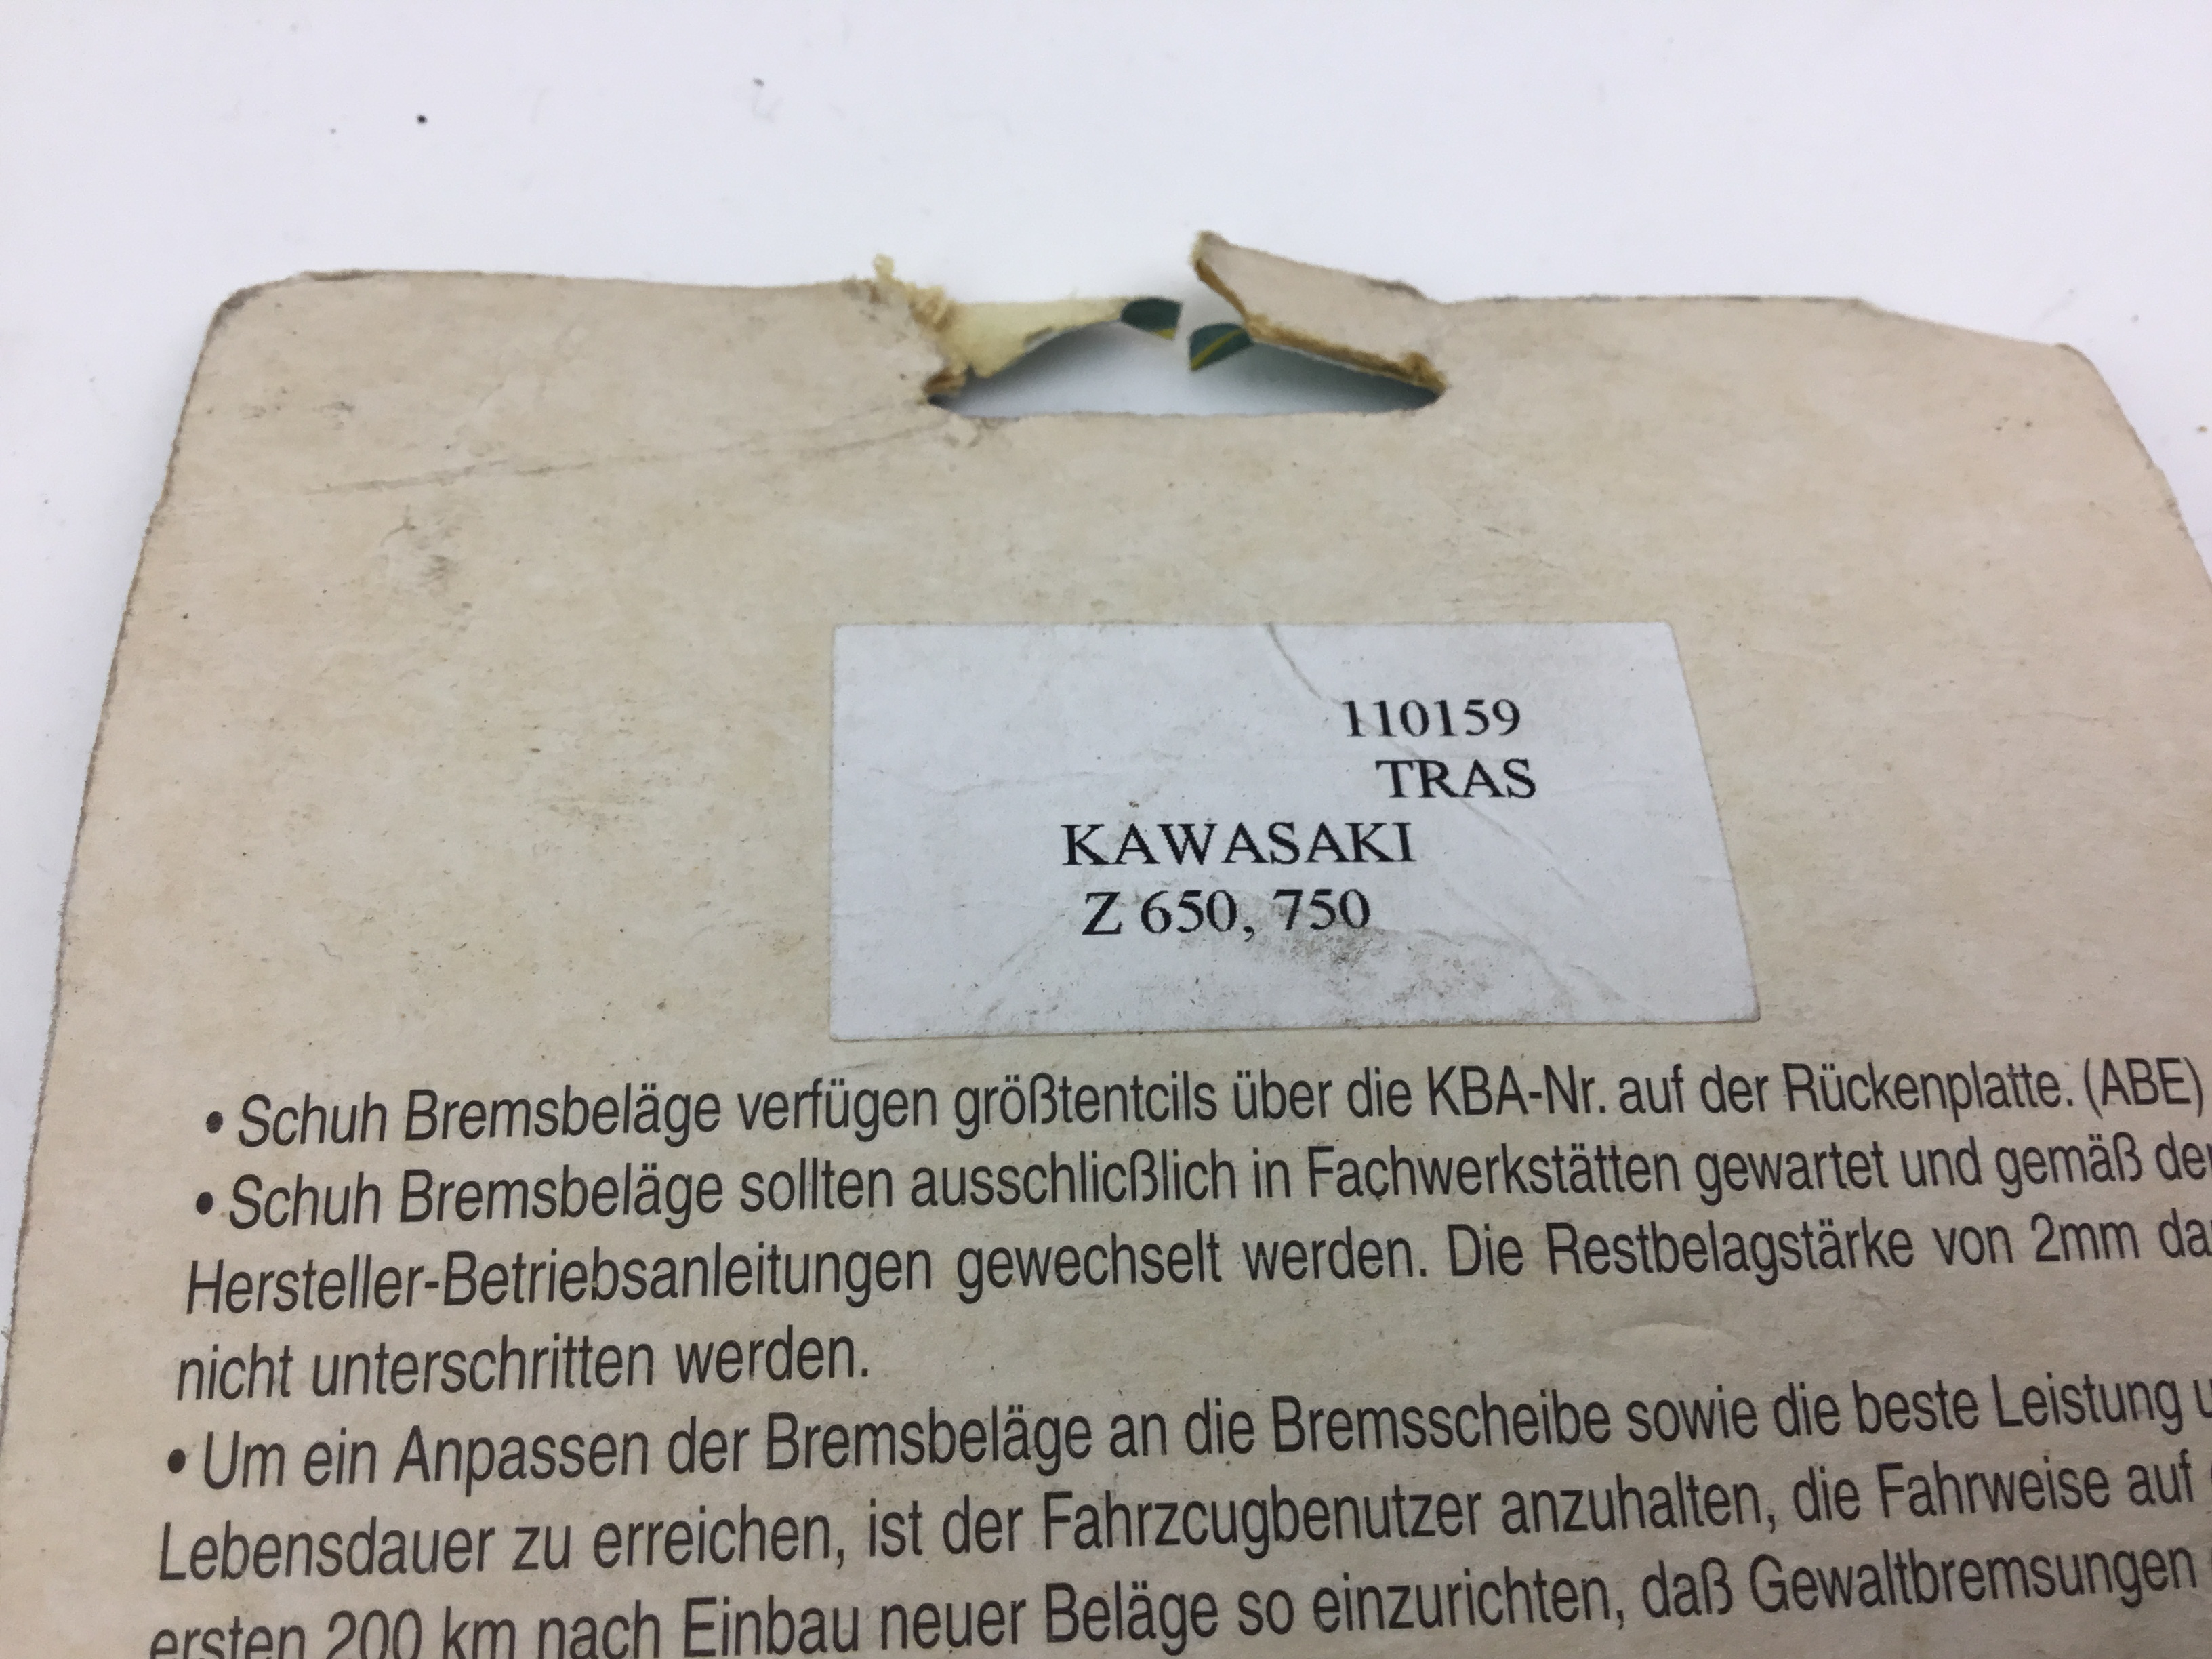 110159
TRAS
KAWASAKI
Z 650, 750
• Schuh Bremsbeläge verfügen größtentcils über die KBA-Nr. auf der Rückenplatte. (ABE)
• Schuh Bremsbeläge sollten ausschlicßlich in Fachwerkstätten gewartet und gemäß
Hersteller-Betriebsanleitungen gewechselt werden. Die Restbelagstärke von 2mm
nicht unterschritten werden.
• Um ein Anpassen der Bremsbeläge an die Bremsscheibe sowie die beste Leistung
Lebensdauer zu erreichen, ist der Fahrzcugbenutzer anzuhalten, die Fahrweise auf
ersten 200 km nach Einbau neuer Beläge so einzurichten, daß Gewaltbremsungen